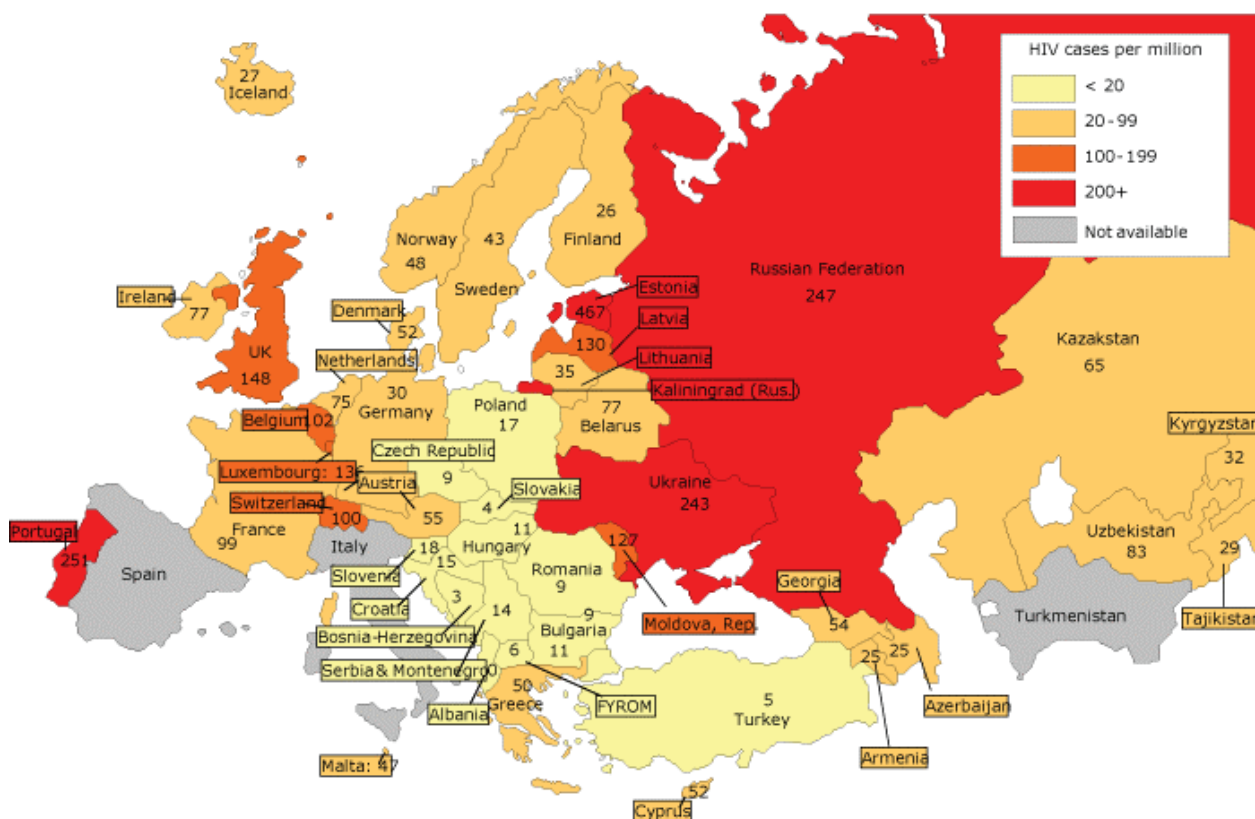 HIV cases per million
< 20
20-99
100-199
200+
Not available
27
Iceland
26
Finland
43
Norway
48
Sweden
Russian Federation
247
Estonia
467
Ireland
77
Denmark
52
Latvia
130
Kazakstan
65
UK
148
Netherlands
75
30
Germany
35
Lithuania
Kaliningrad (Rus.)
77
Belarus
Poland
17
Belgium
102
Kyrgyzstan
32
Czech Republic
9
Luxembourg: 136
Austria
55
Slovakia
4
Ukraine
243
Switzerland
100
France
99
Portugal
251
Spain
Italy
11
Hungary
127
Uzbekistan
83
29
18
Slovenia
15
Croatia
Romania
9
Georgia
54
Turkmenistan
Tajikistan
3
Bosnia-Herzegovina
14
9
Bulgaria
11
Moldova, Rep.
Serbia & Montenegro
6
0
25
25
50
Greece
FYROM
Albania
5
Turkey
Azerbaijan
Armenia
Malta: 47
52
Cyprus